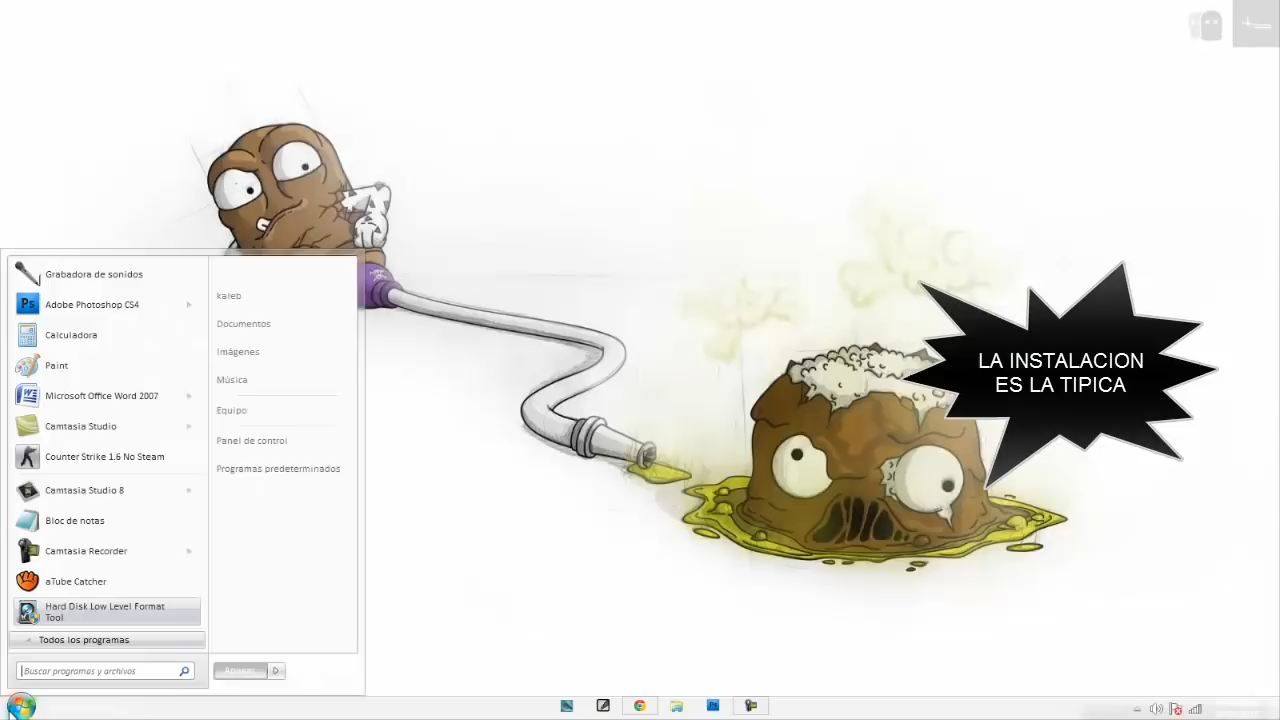 Grabadora de sonidos
Adobe Photoshop CS4
Calculadora
Paint
Microsoft Office Word 2007
Camtasia Studio
Counter Strike 1.6 No Steam
Camtasia Studio 8
Bloc de notas
Camtasia Recorder
aTube Catcher
Hard Disk Low Level Format
Tool
Todos los programas
Buscar programas y archivos
kaleb
Documentos
Imágenes
Música
Equipo
Panel de control
Programas predeterminados
Apagar
LA INSTALACION
ES LA TIPICA
Ps
Ps